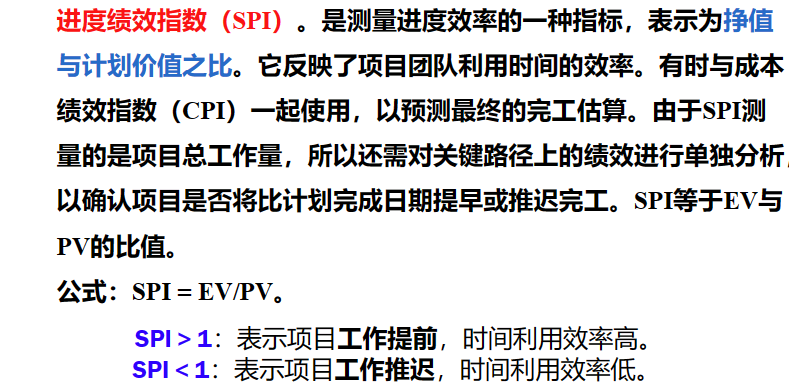 进度绩效指数（SPI）。是测量进度效率的一种指标，表示为挣值
与计划价值之比。它反映了项目团队利用时间的效率。有时与成本
绩效指数（CPI）一起使用，以预测最终的完工估算。由于SPI测
量的是项目总工作量，所以还需对关键路径上的绩效进行单独分析，
以确认项目是否将比计划完成日期提早或推迟完工。SPI等于EV与
PV的比值。
公式：SPI = EV/PV。
SPI＞1：表示项目工作提前，时间利用效率高。
SPI＜1：表示项目工作推迟，时间利用效率低。